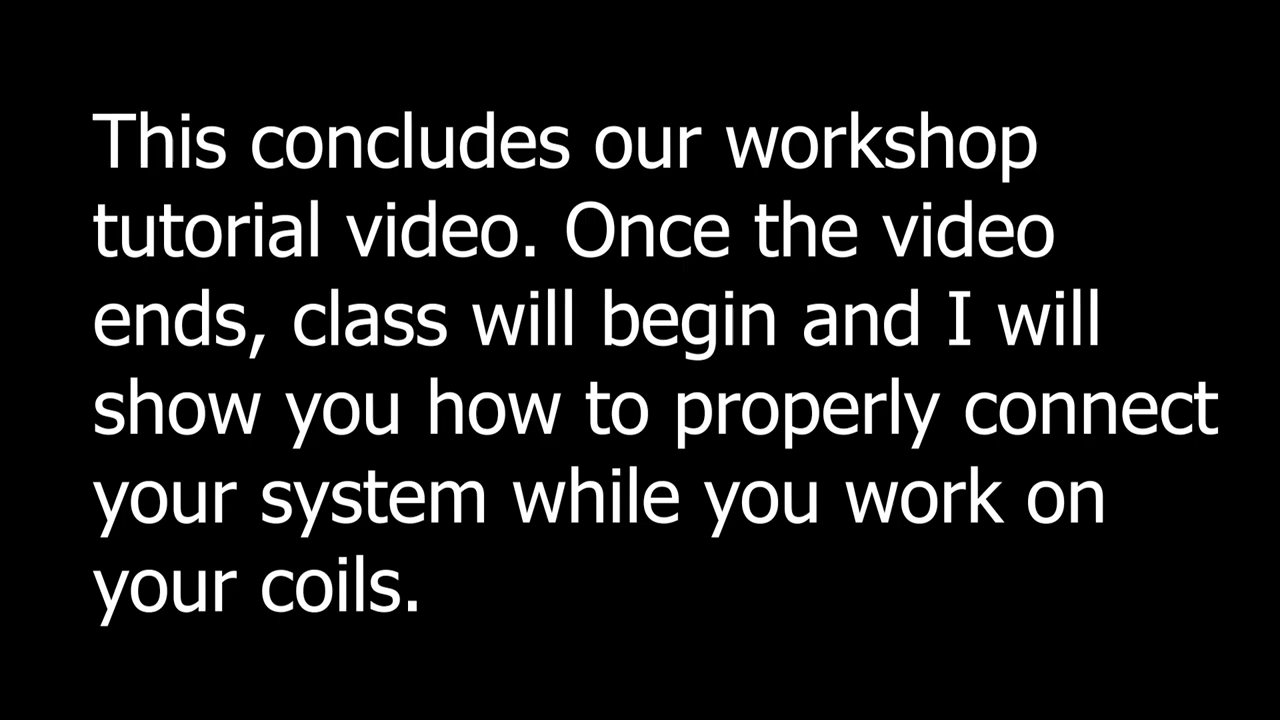 This concludes our workshop
tutorial video. Once the video
ends, class will begin and I will
show you how to properly connect
your system while you work on
your coils.